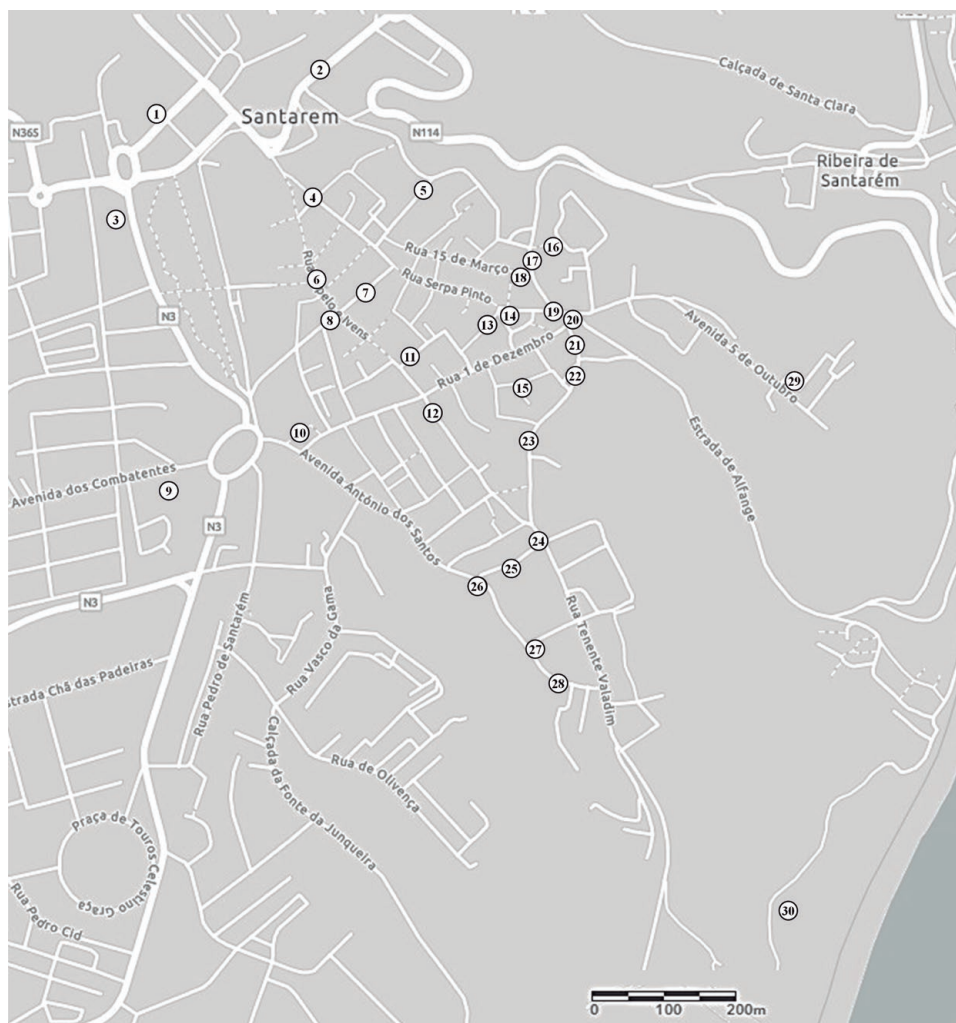 2
Calçada de Santa Clara
1
Santarem
N365
N114
Ribeira de
Santarém
5
4
3
Rua 15 de Março
16
17
18
6
Rua Serpa Pinto
7
N3
8
Ivens
14
19
20
13
Avenida 5 de Outubro
21
11
Rua 1 de Dezembro
22
15
29
12
10
23
Avenida dos Combatentes
9
Avenida António dos Santos
Estrada de Alfange
N3
24
25
26
N3
Rua Vasco da Gama
Rua Pedro de Santarém
Rua Tenente Valadim
27
strada Chã das Padeiras
28
Rua de Olivença
Calçada da Fonte da Junqueira
Praça de Touros Celestino Graça
Rua Pedro Cid
30
0 100 200m